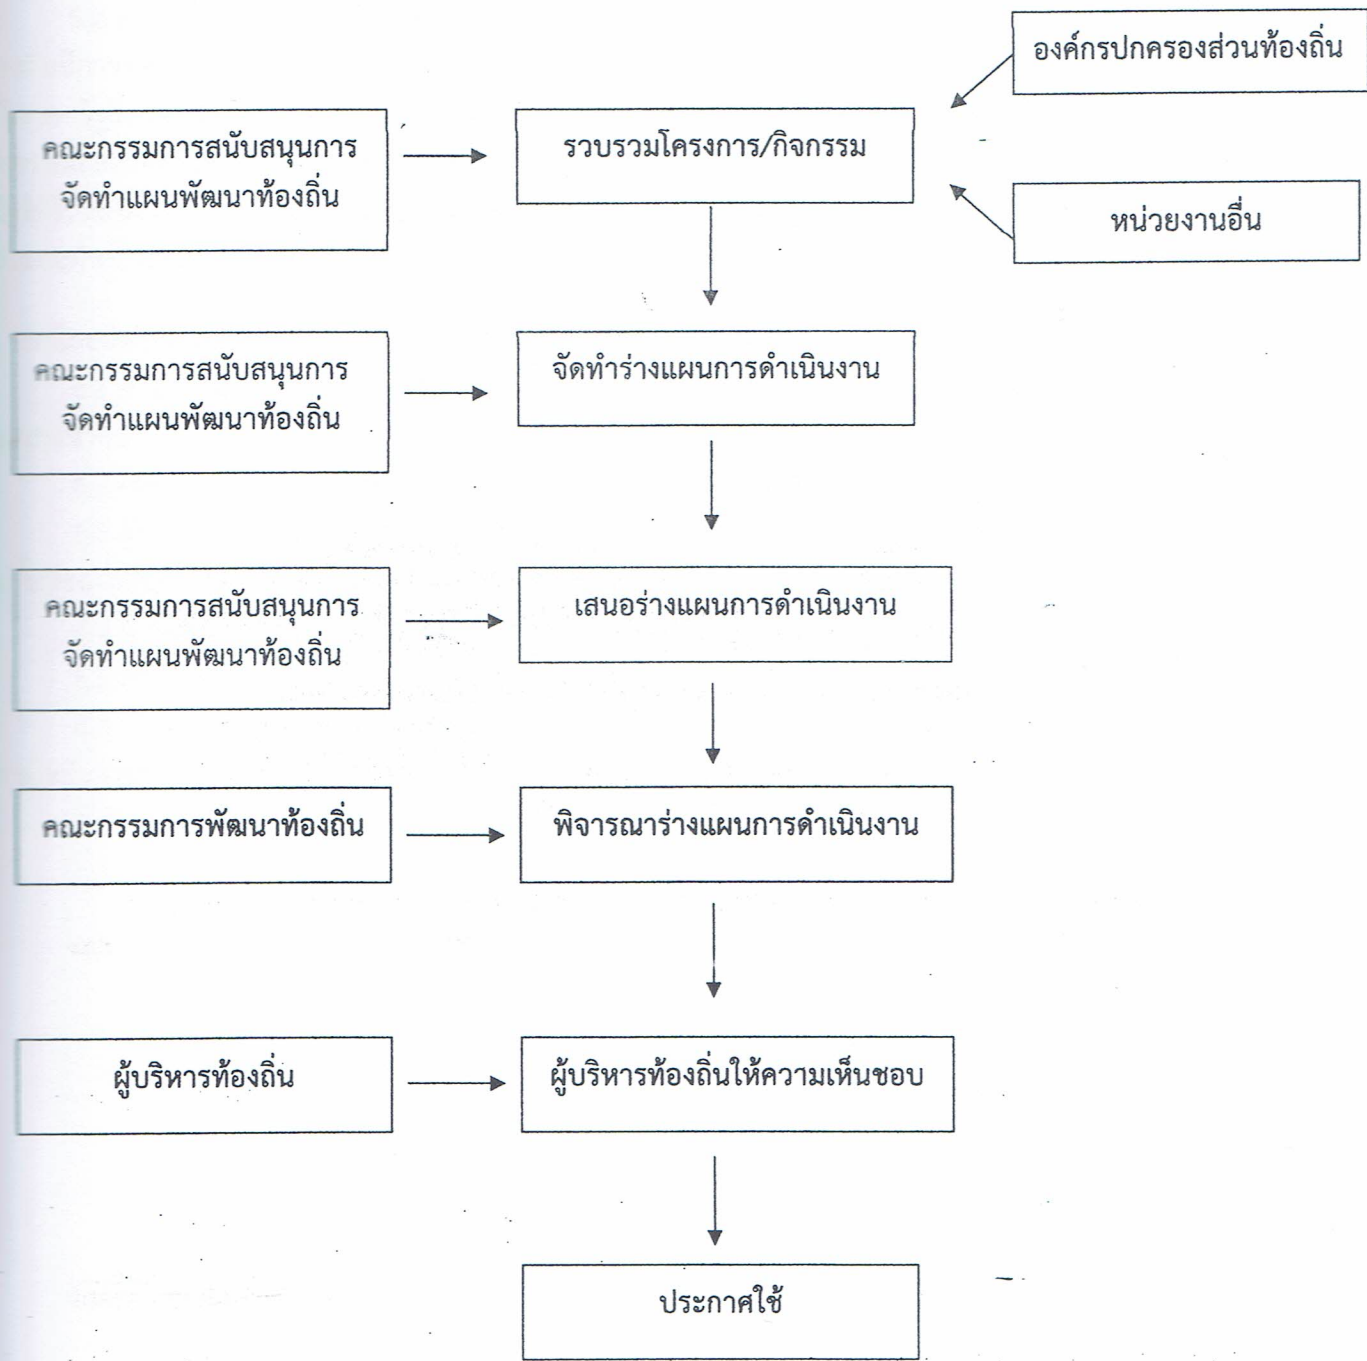 องค์กรปกครองส่วนท้องถิ่น
คณะกรรมการสนับสนุนการ
จัดทำแผนพัฒนาท้องถิ่น
รวบรวมโครงการ/กิจกรรม
หน่วยงานอื่น
คณะกรรมการสนับสนุนการ
จัดทำแผนพัฒนาท้องถิ่น
จัดทำร่างแผนการดำเนินงาน
คณะกรรมการสนับสนุนการ
จัดทำแผนพัฒนาท้องถิ่น
เสนอร่างแผนการดำเนินงาน
คณะกรรมการพัฒนาท้องถิ่น
พิจารณาร่างแผนการดำเนินงาน
ผู้บริหารท้องถิ่น
ผู้บริหารท้องถิ่นให้ความเห็นชอบ
ประกาศใช้